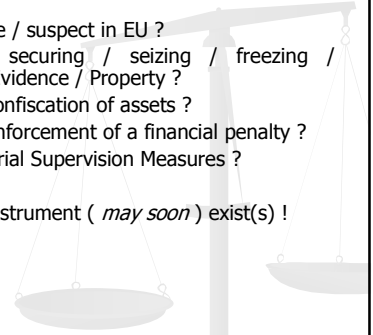 e / suspect in EU ?
securing / seizing / freezing /
vidence / Property ?
onfiscation of assets ?
nforcement of a financial penalty ?
rial Supervision Measures ?
strument ( may soon ) exist(s) !